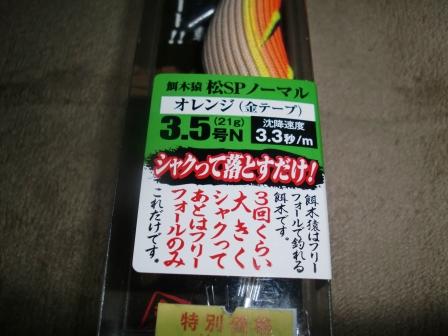 ート!!
餌木猿 松SPノーマル
オレンジ(金テープ)
3.5号N (21g)
沈降速度
3.3秒/m
シャクって落とすだけ!
餌木猿はフリー
フォールで釣れる
餌木です。
3回くらい
大きく
シャクって
あとはフリー
フォールのみ
これだけです。
特別価格